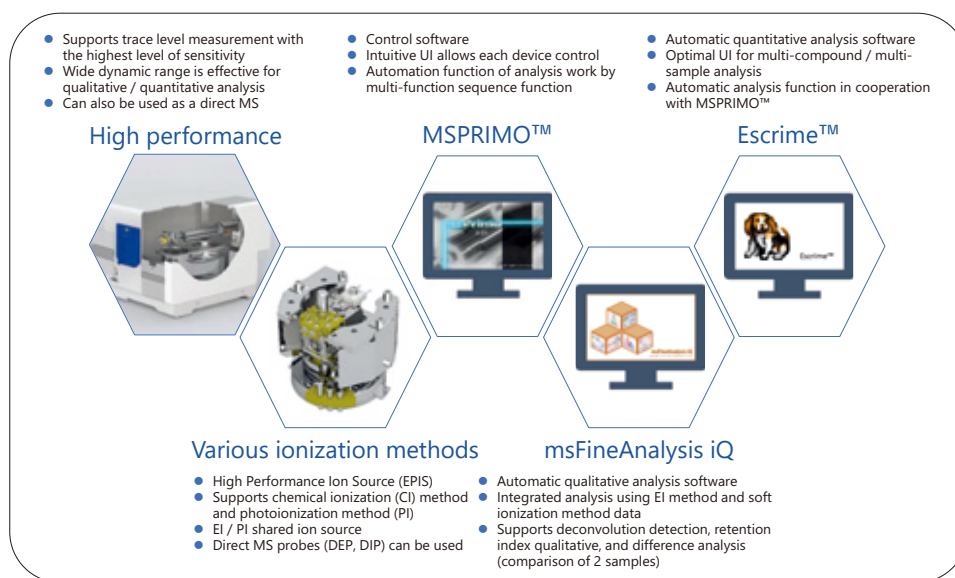 Supports trace level measurement with
the highest level of sensitivity
Wide dynamic range is effective for
qualitative / quantitative analysis
Can also be used as a direct MS
High performance
Control software
Intuitive UI allows each device control
Automation function of analysis work by
multi-function sequence function
MSPRIMO™
Automatic quantitative analysis software
Optimal UI for multi-compound / multi-
sample analysis
Automatic analysis function in cooperation
with MSPRIMO™
Escrime™
Escrime™
msFineAnalysis iQ
Various ionization methods
High Performance Ion Source (EPIS)
Supports chemical ionization (CI) method
and photoionization method (PI)
EI / PI shared ion source
Direct MS probes (DEP, DIP) can be used
msFineAnalysis iQ
Automatic qualitative analysis software
Integrated analysis using EI method and soft
ionization method data
Supports deconvolution detection, retention
index qualitative, and difference analysis
(comparison of 2 samples)